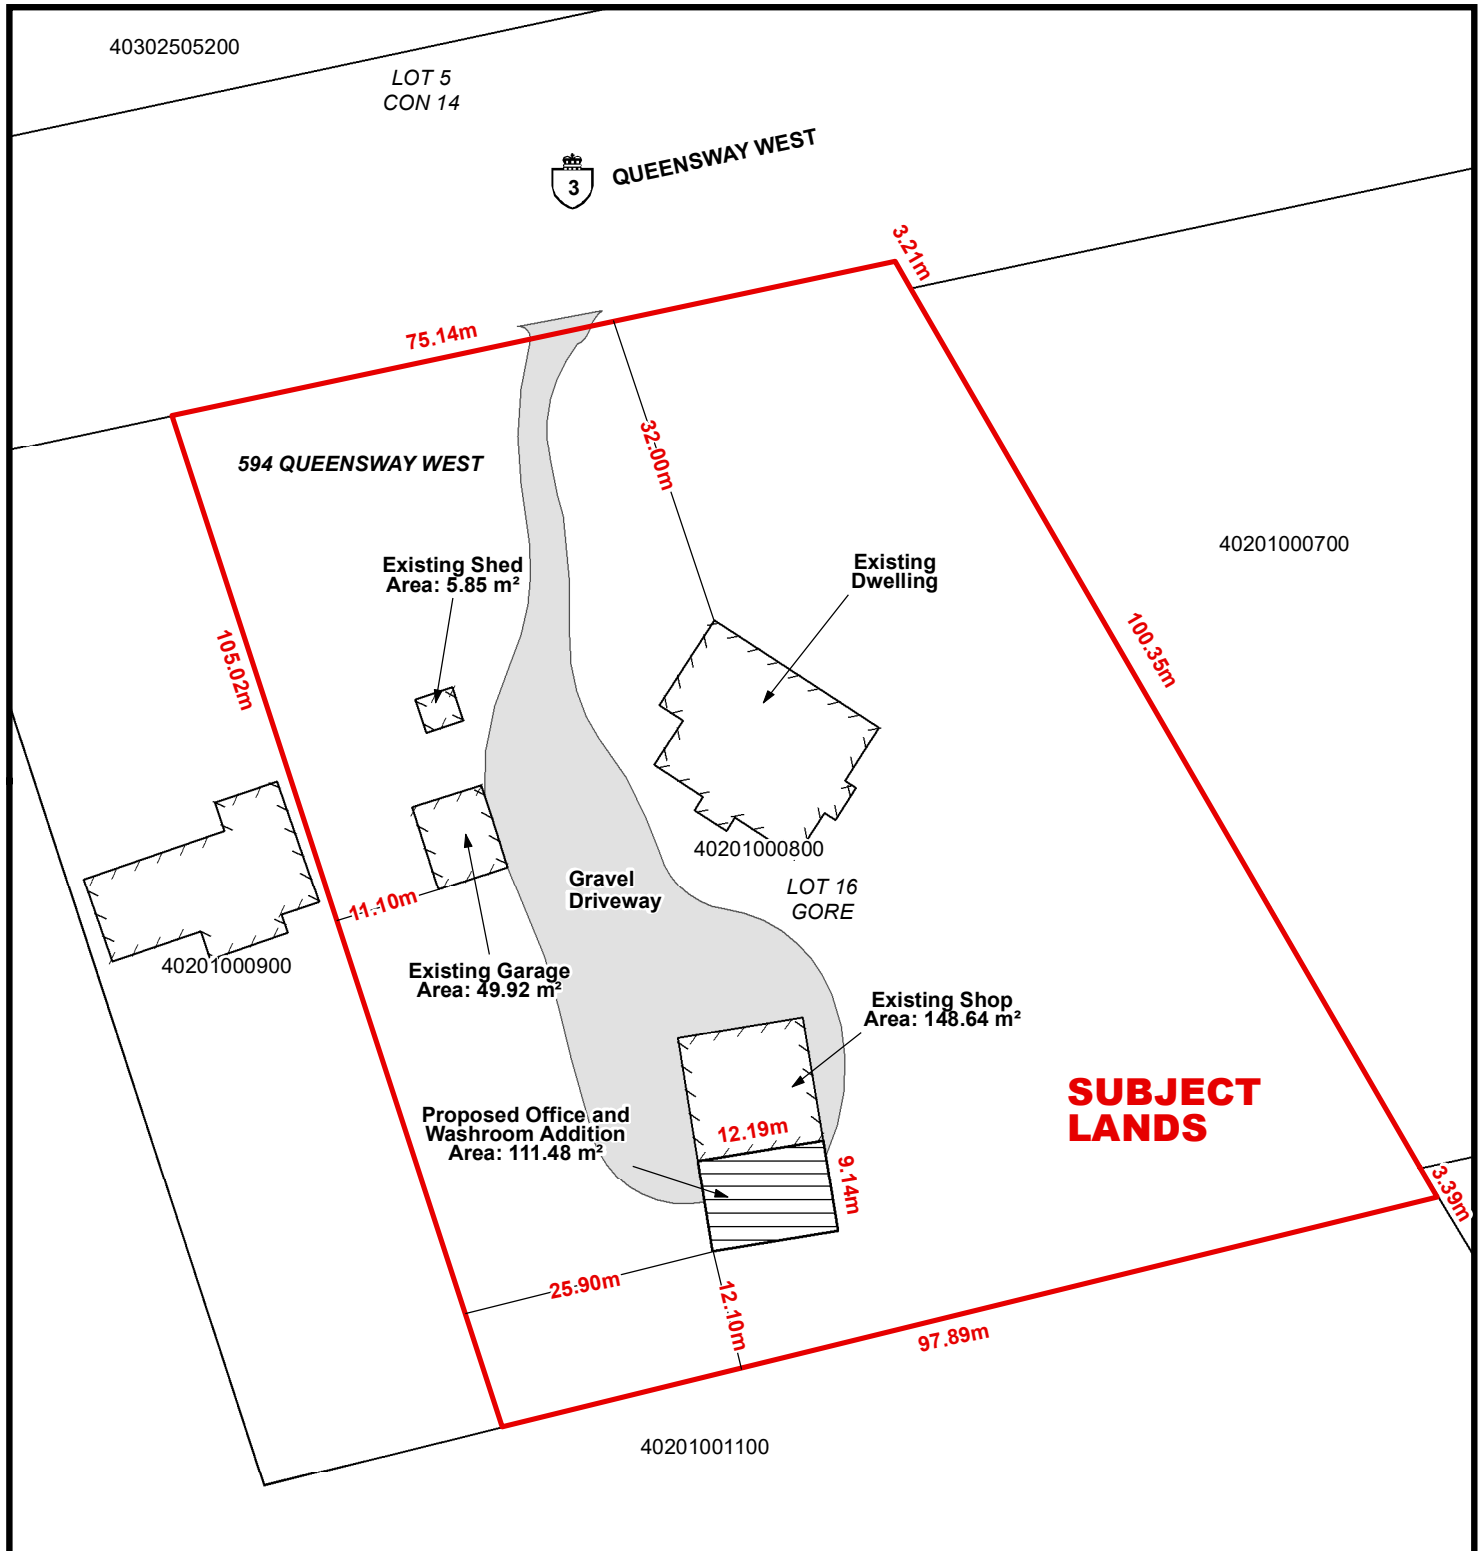 40302505200
LOT 5
CON 14
3
QUEENSWAY WEST
3.21m
75.14m
32.00m
594 QUEENSWAY WEST
40201000700
Existing Shed
Area: 5.85 m²
Existing
Dwelling
105.02m
100.35m
40201000800
LOT 16
GORE
Gravel
Driveway
11.10m
40201000900
Existing Garage
Area: 49.92 m²
Existing Shop
Area: 148.64 m²
SUBJECT
LANDS
Proposed Office and
Washroom Addition
Area: 111.48 m²
12.19m
9.14m
3.39m
25.90m
12.10m
97.89m
40201001100